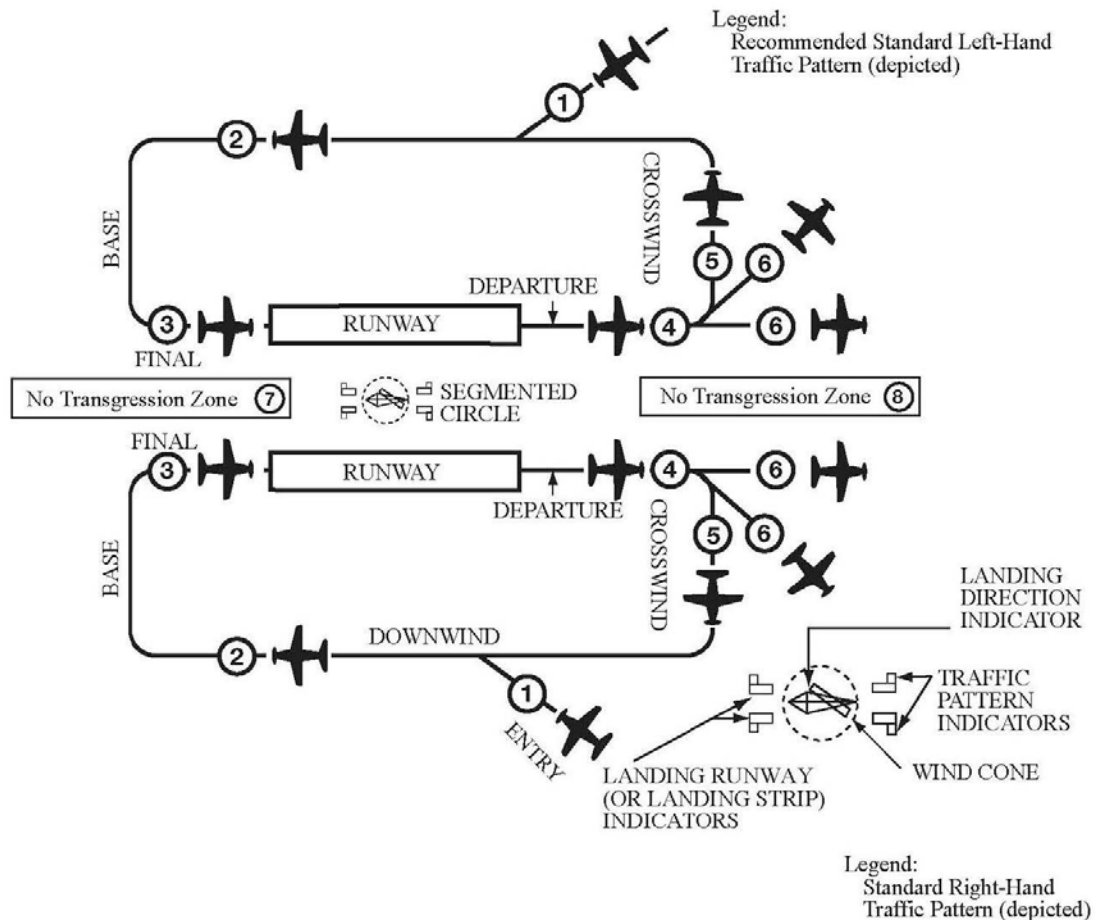 Legend:
Recommended Standard Left-Hand
Traffic Pattern (depicted)
1
2
CROSSWIND
BASE
5
6
DEPARTURE
3
RUNWAY
4
6
FINAL
No Transgression Zone 7
SEGMENTED
CIRCLE
No Transgression Zone 8
FINAL
3
RUNWAY
4
6
DEPARTURE
CROSSWIND
5
6
BASE
LANDING
DIRECTION
INDICATOR
2
DOWNWIND
1
ENTRY
TRAFFIC
PATTERN
INDICATORS
WIND CONE
LANDING RUNWAY
(OR LANDING STRIP)
INDICATORS
Legend:
Standard Right-Hand
Traffic Pattern (depicted)